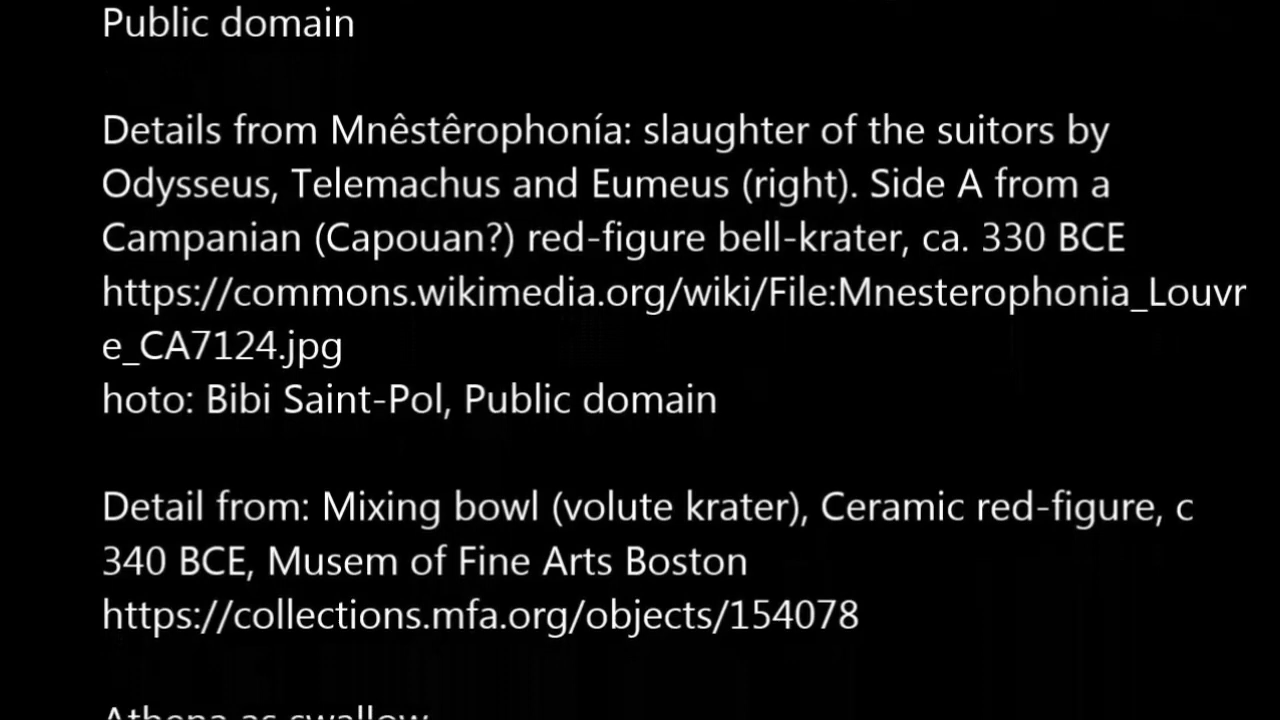 Public domain
Details from Mnêstêrophonía: slaughter of the suitors by
Odysseus, Telemachus and Eumeus (right). Side A from a
Campanian (Capouan?) red-figure bell-krater, ca. 330 BCE
https://commons.wikimedia.org/wiki/File:Mnesterophonia_Louvr
e_CA7124.jpg
hoto: Bibi Saint-Pol, Public domain
Detail from: Mixing bowl (volute krater), Ceramic red-figure, c
340 BCE, Musem of Fine Arts Boston
https://collections.mfa.org/objects/154078
Athena as swallow